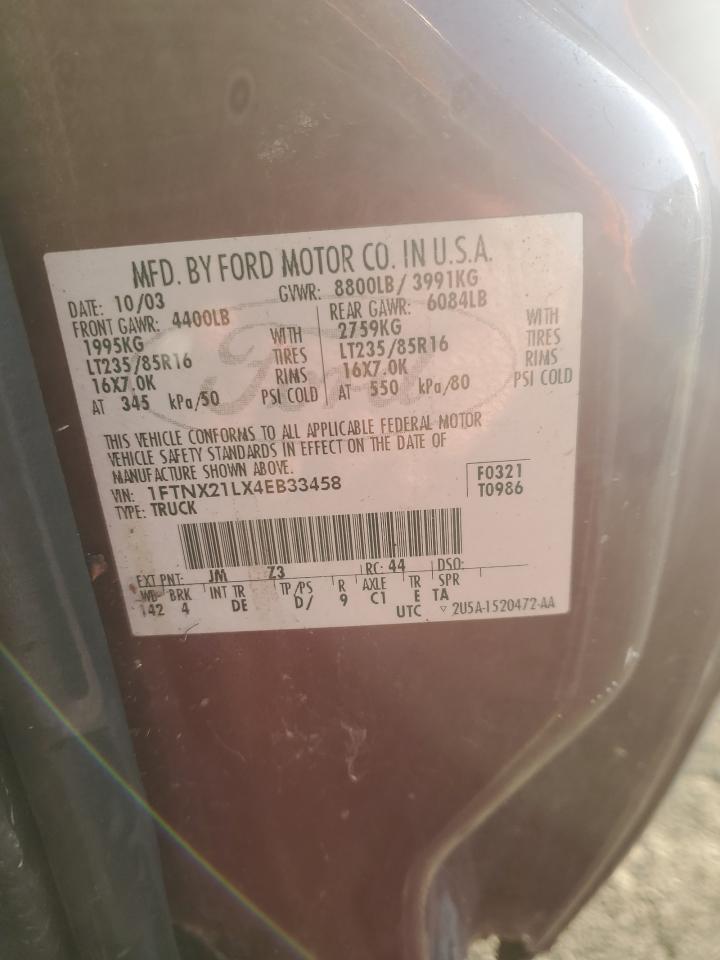 MFD. BY FORD MOTOR CO. IN U.S.A.
DATE: 10/03 GVWR: 8800LB/ 3991KG
FRONT GAWR: 4400LB REAR GAWR: 6084LB
1995KG WITH 2759KG WITH
LT235/85R16 TIRES LT235/85R16 TIRES
16X7.0K RIMS 16X7.0K RIMS
AT 345 kPa/50 PSI COLD AT 550 kPa/80 PSI COLD
THIS VEHICLE CONFORMS TO ALL APPLICABLE FEDERAL MOTOR
VEHICLE SAFETY STANDARDS IN EFFECT ON THE DATE OF
MANUFACTURE SHOWN ABOVE.
VIN: 1FTNX21LX4EB33458 F0321
TYPE: TRUCK T0986
EXT PNT: JM Z3 RC: 44 DSO:
WB BRK INT TR TP/PS R AXLE TR SPR
142 4 DE D/ 9 C1 E TA
UTC ▽ 2U5A-1520472-AA
Ford